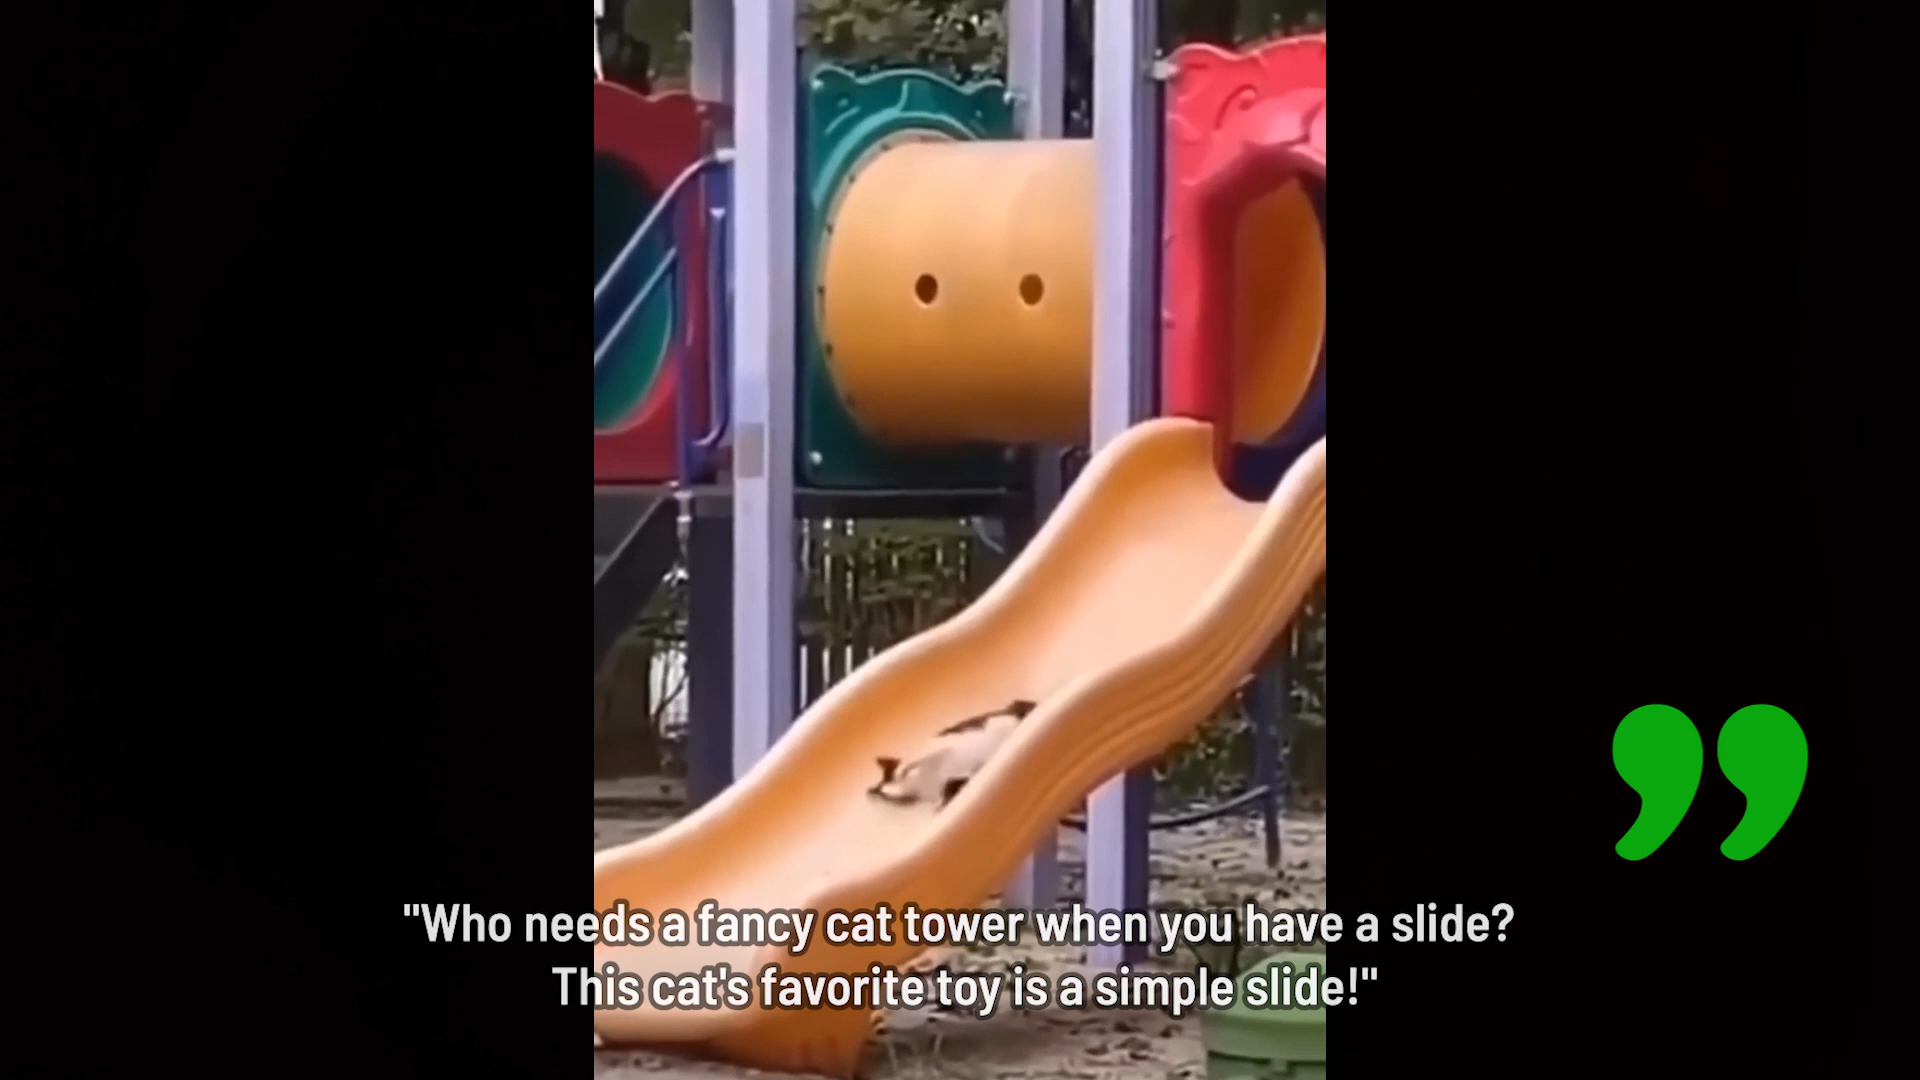 "Who needs a fancy cat tower when you have a slide?
This cat's favorite toy is a simple slide!"